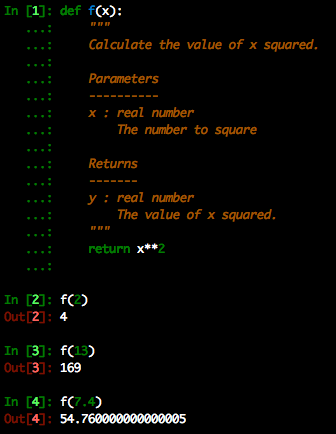 In [1]: def f(x):
   ...:     """
   ...:     Calculate the value of x squared.
   ...:
   ...:     Parameters
   ...:     ----------
   ...:     x : real number
   ...:         The number to square
   ...:
   ...:     Returns
   ...:     -------
   ...:     y : real number
   ...:         The value of x squared.
   ...:     """
   ...:     return x**2
   ...:
In [2]: f(2)
Out[2]: 4
In [3]: f(13)
Out[3]: 169
In [4]: f(7.4)
Out[4]: 54.760000000000005